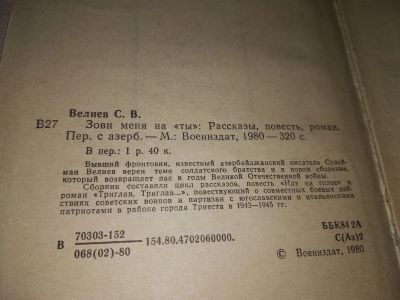 Велиев С. В.
В27 Зови меня на «ты»: Рассказы, повесть, роман.
Пер. с азерб. — М.: Воениздат, 1980 — 320 с.
В пер.: 1 р. 40 к.
Бывший фронтовик, известный азербайджанский писатель Сулей-
ман Велиев верен теме солдатского братства и в новом сборнике,
который возвращает нас в годы Великой Отечественной войны.
Сборник составили цикл рассказов, повесть «Иду на голос» и
роман «Триглав, Триглав...», повествующий о совместных боевых дей-
ствиях советских воинов и партизан с югославскими и итальянскими
патриотами в районе города Триеста в 1943—1945 гг.
В 70303-152 154.80.4702060000.
068(02)-80
ББК84 2А
С(Аз)2
© Воениздат, 1980